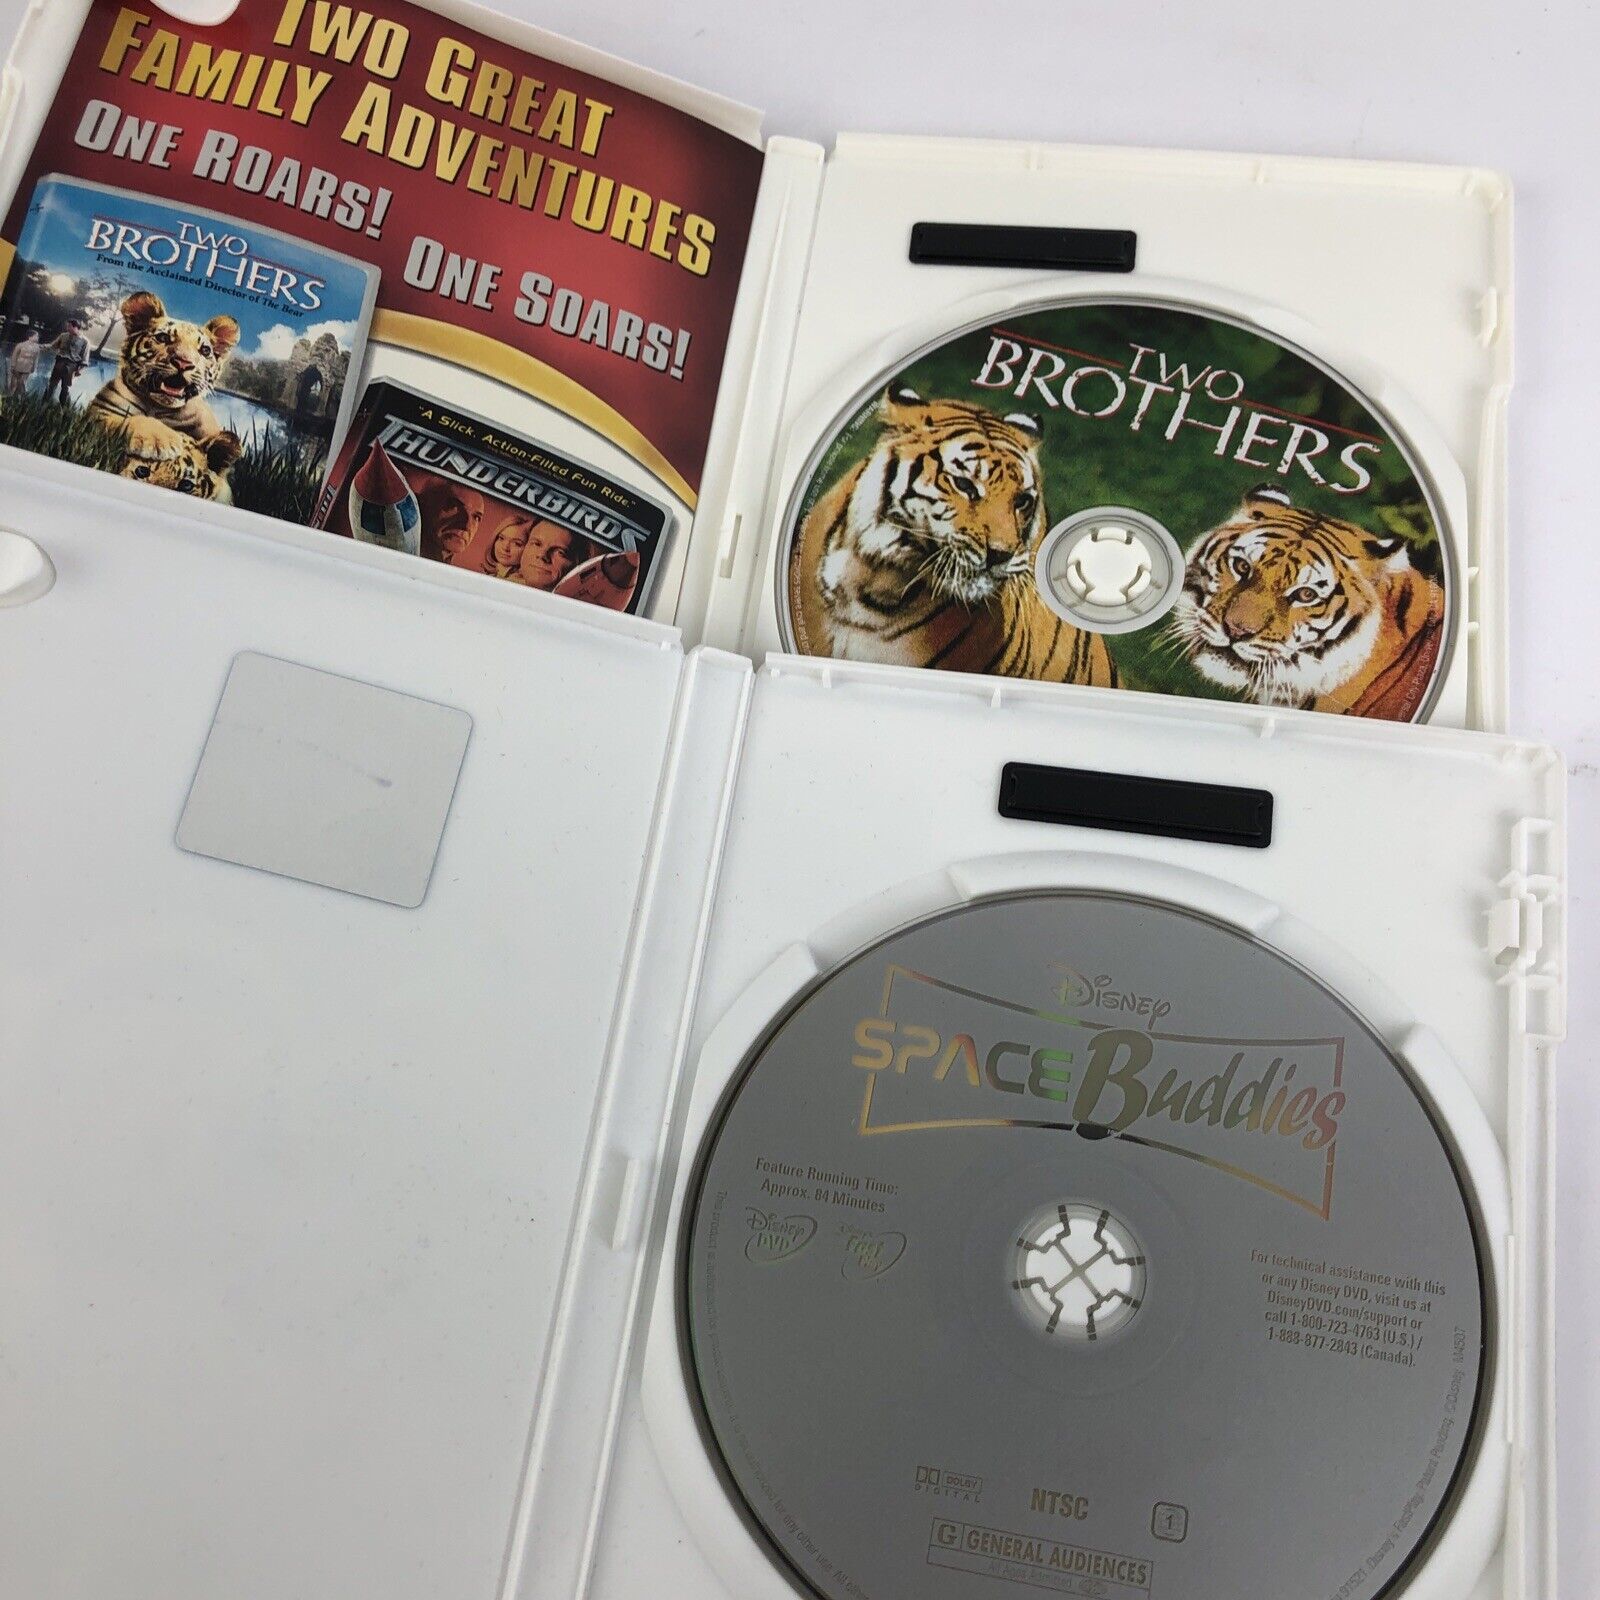 TWO GREAT
FAMILY ADVENTURES
ONE ROARS!
ONE SOARS!
TWO
BROTHERS
From the Acclaimed Director of The Bear
"A Slick, Action-Filled Fun Ride."
THUNDERBIRDS
TWO
BROTHERS
DISNEY
SPACE Buddies
Feature Running Time:
Approx. 84 Minutes
DISNEY
DVD
For technical assistance with this
or any Disney DVD, visit us at
DisneyDVD.com/support or
call 1-800-723-4763 (U.S.) /
1-888-877-2843 (Canada).
DOLBY
DIGITAL
NTSC
1
G GENERAL AUDIENCES
All Ages Admitted